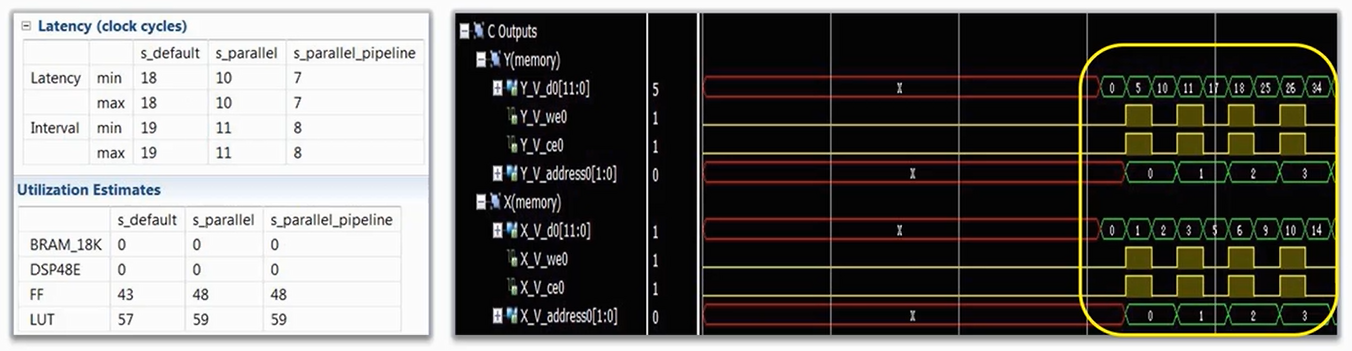 Latency (clock cycles)
s_default s_parallel s_parallel_pipeline
Latency min 18 10 7
max 18 10 7
Interval min 19 11 8
max 19 11 8
Utilization Estimates
s_default s_parallel s_parallel_pipeline
BRAM_18K 0 0 0
DSP48E 0 0 0
FF 43 48 48
LUT 57 59 59
C Outputs
Y(memory)
Y_V_d0[11:0] 5 X 0 5 10 11 17 18 25 26 34
Y_V_we0 1
Y_V_ce0 1
Y_V_address0[1:0] 0 X 0 1 2 3
X(memory)
X_V_d0[11:0] 1 X 0 1 2 3 5 6 9 10 14
X_V_we0 1
X_V_ce0 1
X_V_address0[1:0] 0 X 0 1 2 3